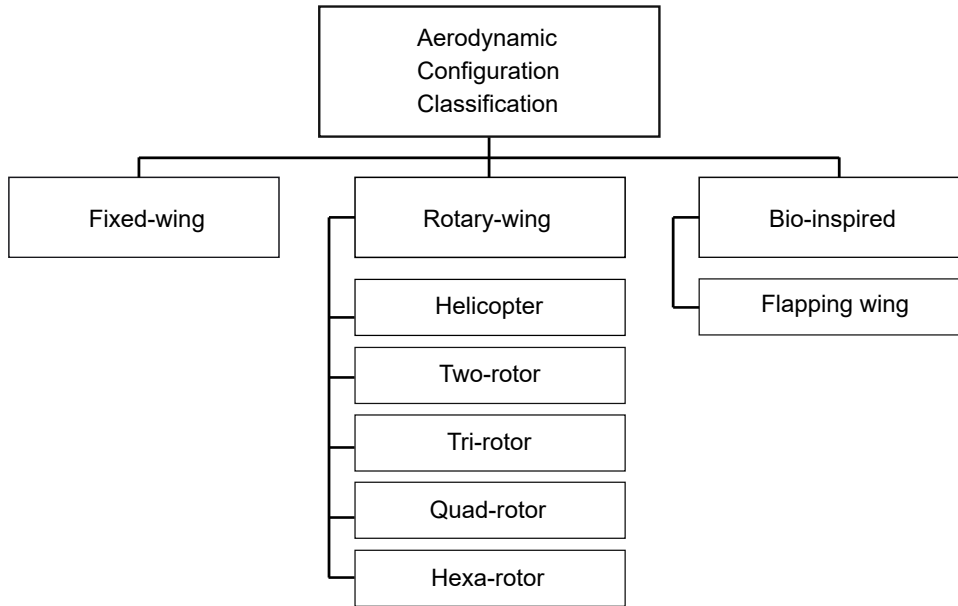 Aerodynamic
Configuration
Classification
Fixed-wing
Rotary-wing
Bio-inspired
Helicopter
Flapping wing
Two-rotor
Tri-rotor
Quad-rotor
Hexa-rotor